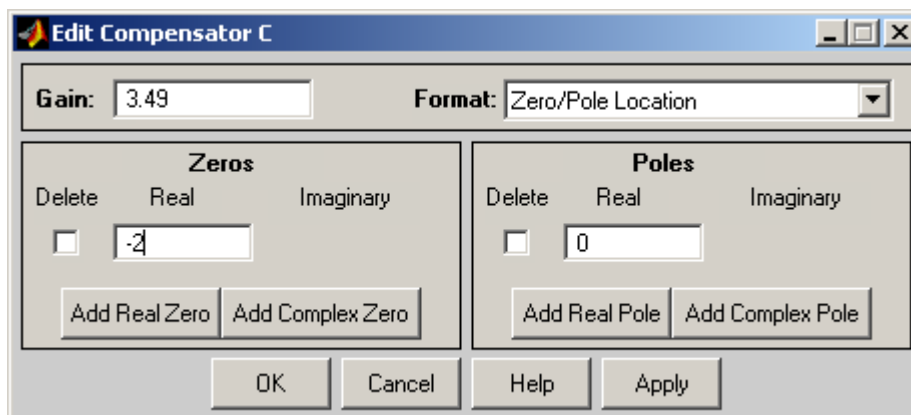 Edit Compensator C
Gain: 3.49 Format: Zero/Pole Location
Zeros
Delete Real Imaginary
-2
Add Real Zero Add Complex Zero
Poles
Delete Real Imaginary
0
Add Real Pole Add Complex Pole
OK Cancel Help Apply